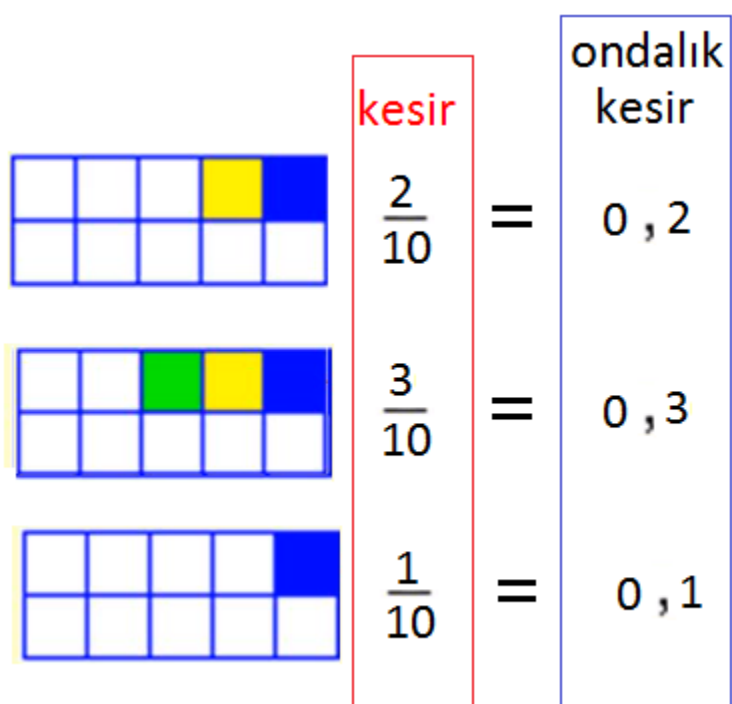 ondalık
kesir
kesir
2/10 = 0,2
3/10 = 0,3
1/10 = 0,1